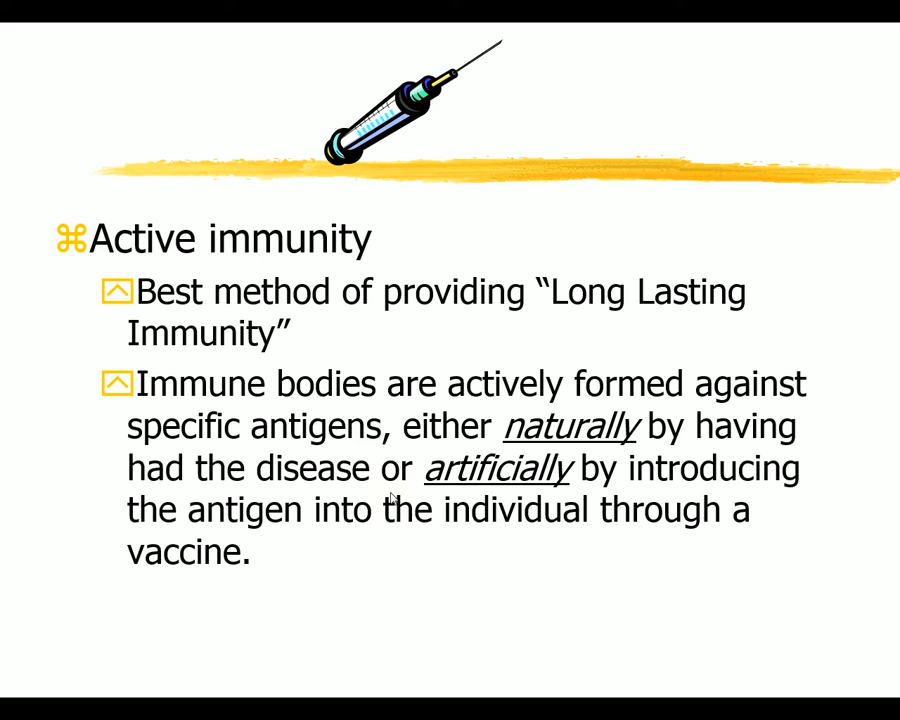 Active immunity
Best method of providing “Long Lasting
Immunity”
Immune bodies are actively formed against
specific antigens, either naturally by having
had the disease or artificially by introducing
the antigen into the individual through a
vaccine.